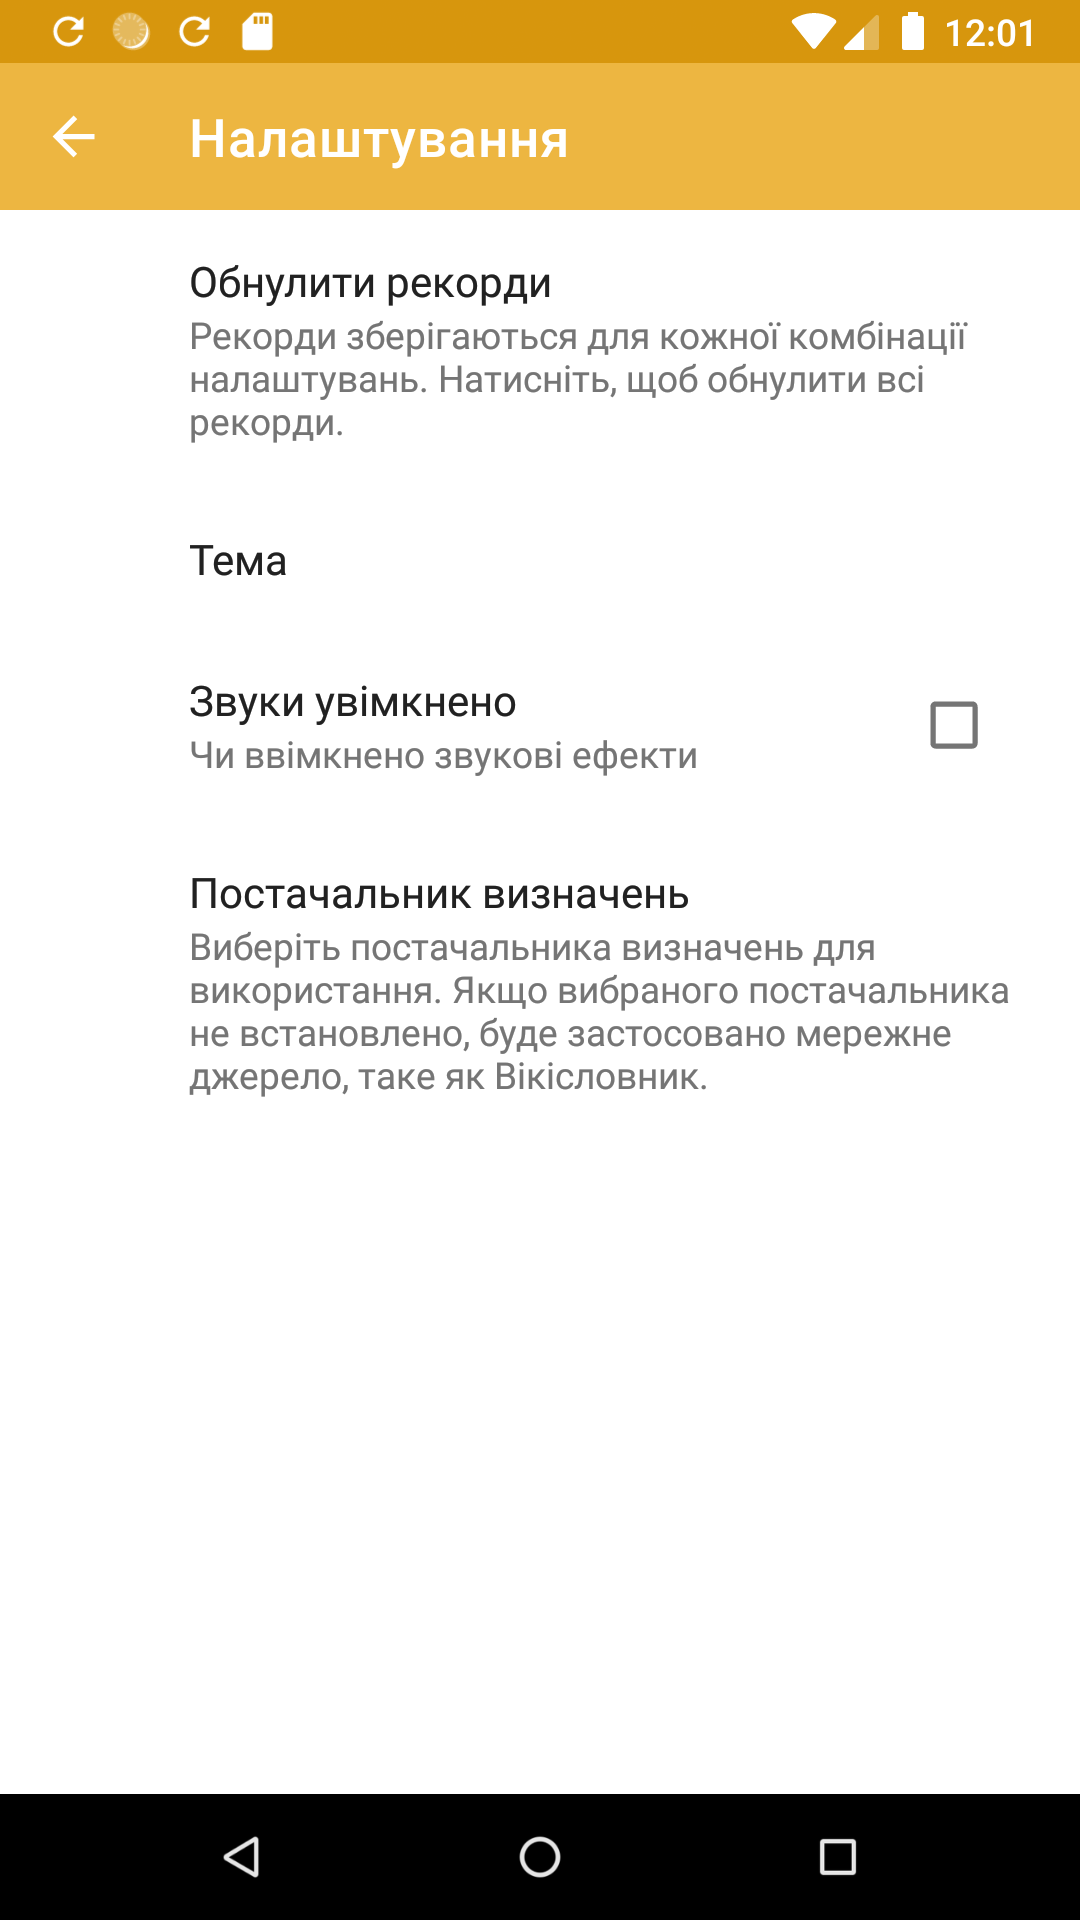 12:01
Налаштування
Обнулити рекорди
Рекорди зберігаються для кожної комбінації
налаштувань. Натисніть, щоб обнулити всі
рекорди.
Тема
Звуки увімкнено
Чи ввімкнено звукові ефекти
Постачальник визначень
Виберіть постачальника визначень для
використання. Якщо вибраного постачальника
не встановлено, буде застосовано мережне
джерело, таке як Вікісловник.